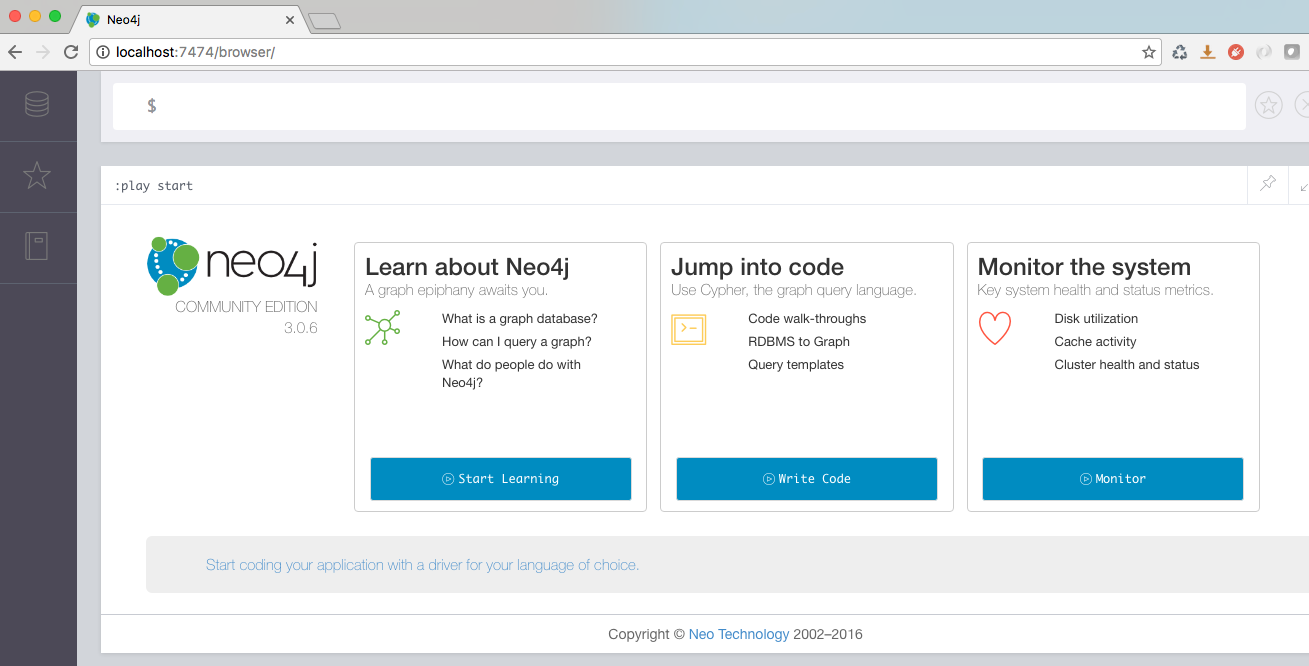 Neo4j
localhost:7474/browser/
$
:play start
neo4j
COMMUNITY EDITION
3.0.6
Learn about Neo4j
A graph epiphany awaits you.
What is a graph database?
How can I query a graph?
What do people do with
Neo4j?
Start Learning
Jump into code
Use Cypher, the graph query language.
Code walk-throughs
RDBMS to Graph
Query templates
Write Code
Monitor the system
Key system health and status metrics.
Disk utilization
Cache activity
Cluster health and status
Monitor
Start coding your application with a driver for your language of choice.
Copyright © Neo Technology 2002–2016